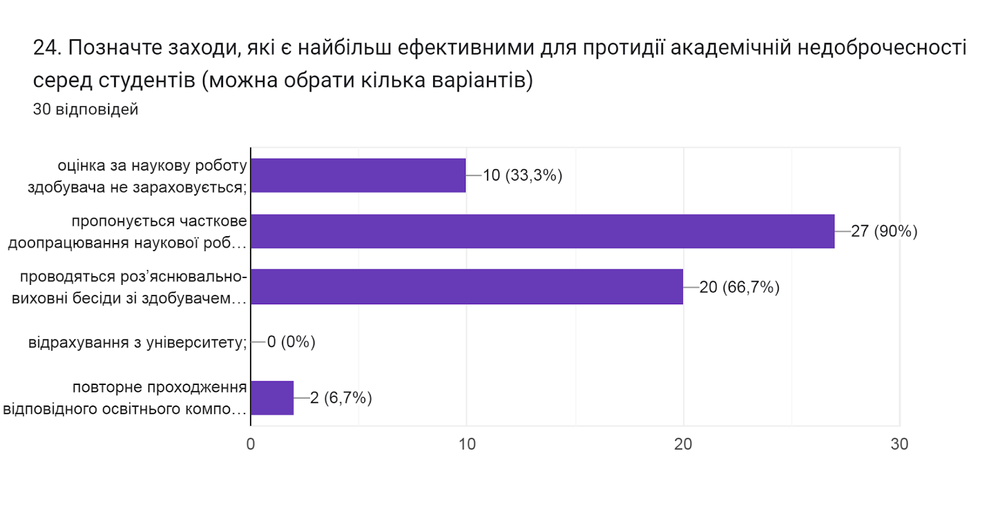 24. Позначте заходи, які є найбільш ефективними для протидії академічній недоброчесності
серед студентів (можна обрати кілька варіантів)
30 відповідей
оцінка за наукову роботу
здобувача не зараховується;
10 (33,3%)
пропонується часткове
доопрацювання наукової роб…
27 (90%)
проводяться роз’яснювально-
виховні бесіди зі здобувачем…
20 (66,7%)
відрахування з університету;
0 (0%)
повторне проходження
відповідного освітнього компо…
2 (6,7%)
0 10 20 30